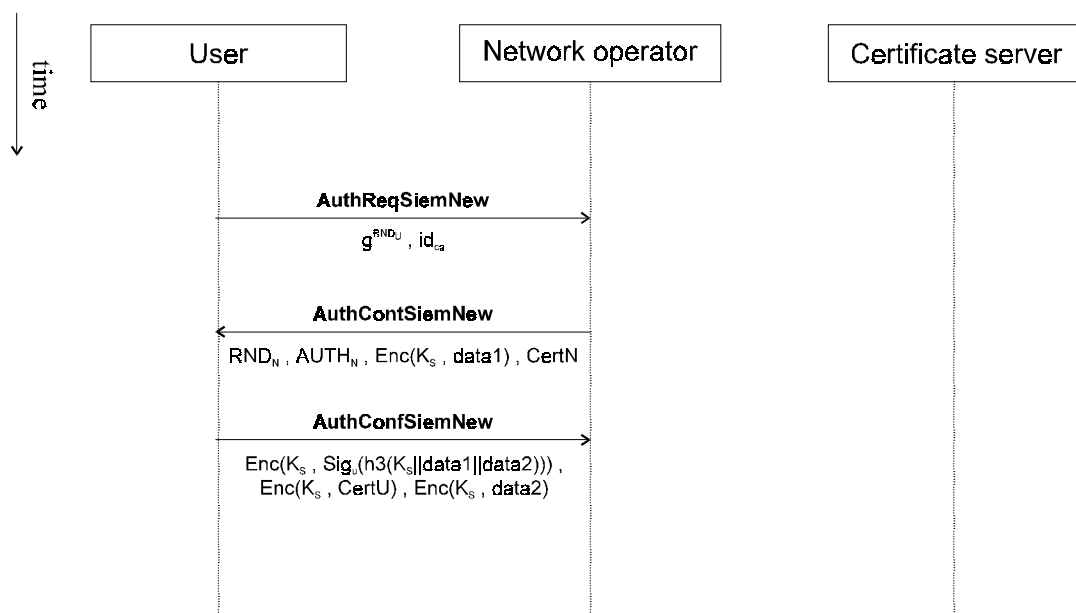 time
User
Network operator
Certificate server
AuthReqSiemNew
g^RND_U , id_ca
AuthContSiemNew
RND_N , AUTH_N , Enc(K_S , data1) , CertN
AuthConfSiemNew
Enc(K_S , Sig_u(h3(K_S||data1||data2))) ,
Enc(K_S , CertU) , Enc(K_S , data2)